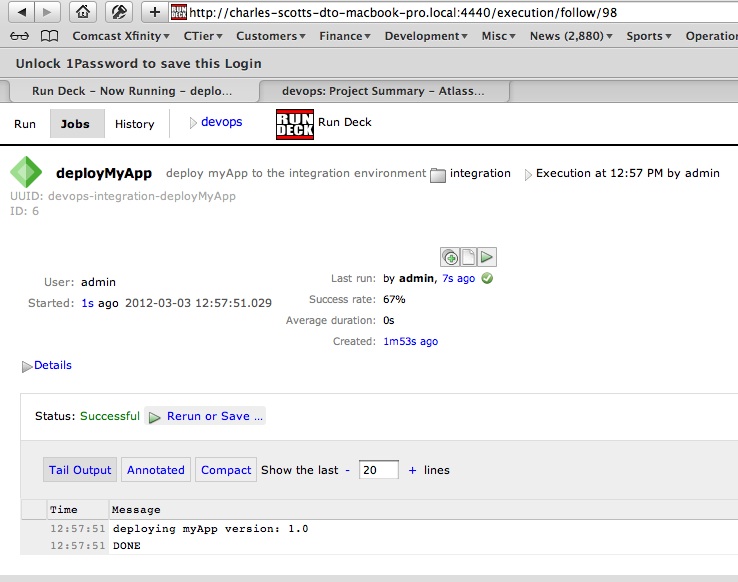 http://charles-scotts-dto-macbook-pro.local:4440/execution/follow/98
Comcast Xfinity▾ CTier▾ Customers▾ Finance▾ Development▾ Misc▾ News (2,880)▾ Sports▾ Operation
Unlock 1Password to save this Login
Run Deck – Now Running – deplo... devops: Project Summary – Atlass...
Run Jobs History devops RUN DECK Run Deck
deployMyApp deploy myApp to the integration environment integration Execution at 12:57 PM by admin
UUID: devops-integration-deployMyApp
ID: 6
User: admin
Started: 1s ago 2012-03-03 12:57:51.029
Last run: by admin, 7s ago
Success rate: 67%
Average duration: 0s
Created: 1m53s ago
Details
Status: Successful Rerun or Save ...
Tail Output Annotated Compact Show the last - 20 + lines
Time Message
12:57:51 deploying myApp version: 1.0
12:57:51 DONE